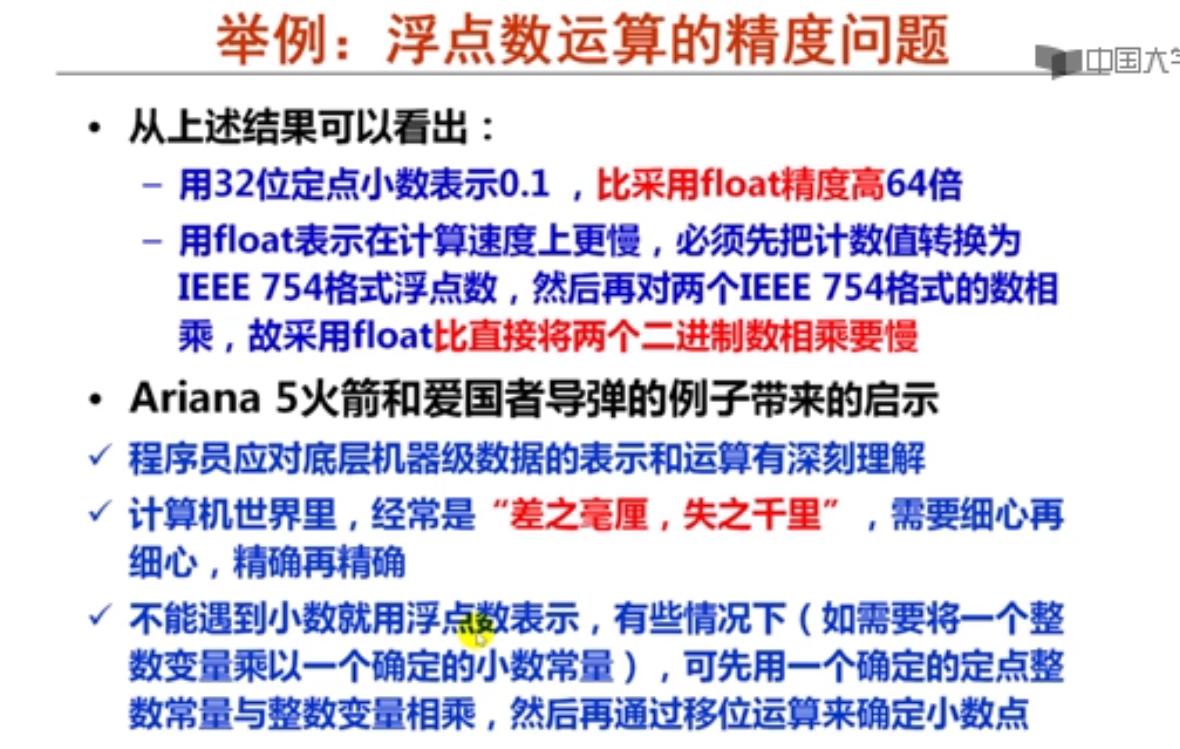 举例：浮点数运算的精度问题
中国大
• 从上述结果可以看出：
– 用32位定点小数表示0.1 ，比采用float精度高64倍
– 用float表示在计算速度上更慢，必须先把计数值转换为
IEEE 754格式浮点数，然后再对两个IEEE 754格式的数相
乘，故采用float比直接将两个二进制数相乘要慢
• Ariana 5火箭和爱国者导弹的例子带来的启示
✓ 程序员应对底层机器级数据的表示和运算有深刻理解
✓ 计算机世界里，经常是“差之毫厘，失之千里”，需要细心再
细心，精确再精确
✓ 不能遇到小数就用浮点数表示，有些情况下（如需要将一个整
数变量乘以一个确定的小数常量），可先用一个确定的定点整
数常量与整数变量相乘，然后再通过移位运算来确定小数点